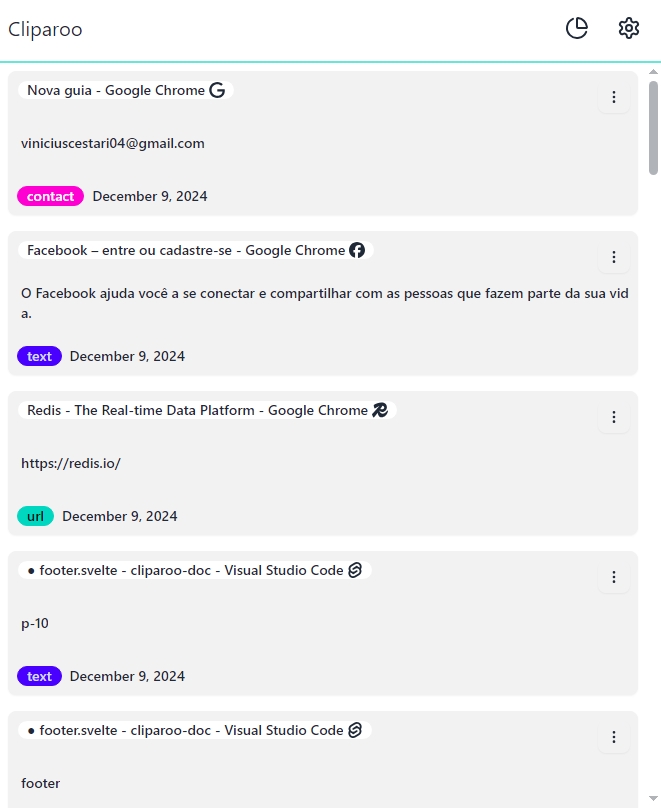 Cliparoo
Nova guia - Google Chrome
viniciuscestari04@gmail.com
contact December 9, 2024
Facebook – entre ou cadastre-se - Google Chrome
O Facebook ajuda você a se conectar e compartilhar com as pessoas que fazem parte da sua vid
a.
text December 9, 2024
Redis - The Real-time Data Platform - Google Chrome
https://redis.io/
url December 9, 2024
● footer.svelte - cliparoo-doc - Visual Studio Code
p-10
text December 9, 2024
● footer.svelte - cliparoo-doc - Visual Studio Code
footer